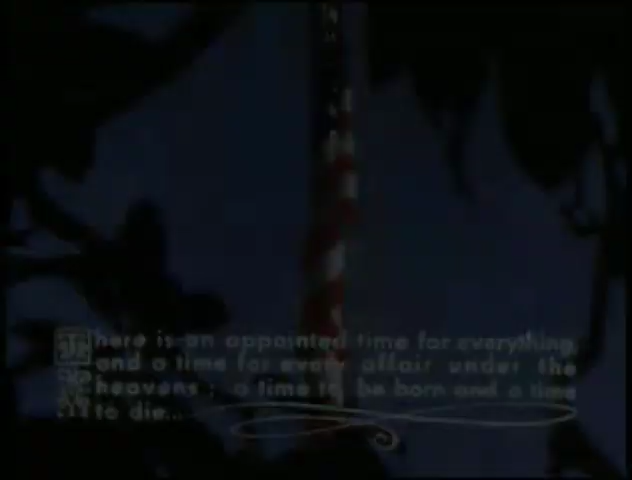 There is an appointed time for everything,
and a time for every affair under the
heavens; a time to be born and a time
to die...